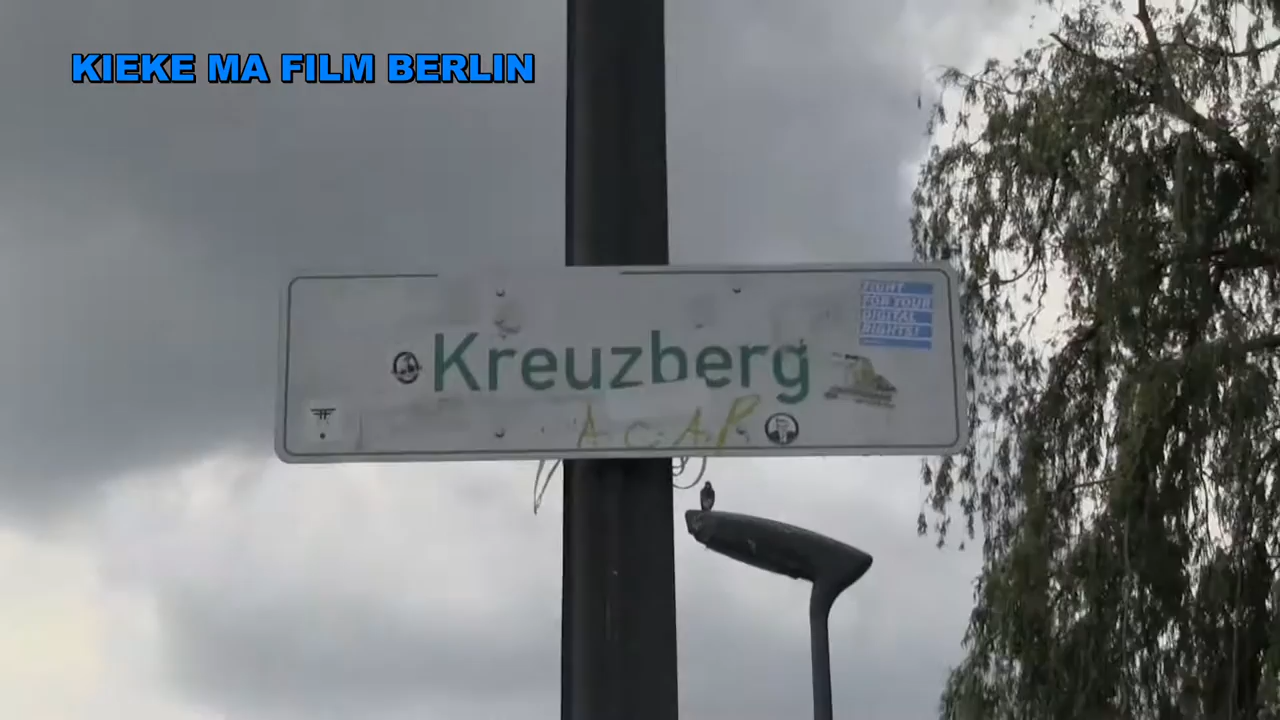 KIEKE MA FILM BERLIN
FIGHT
FOR YOUR
DIGITAL
RIGHTS!
Kreuzberg